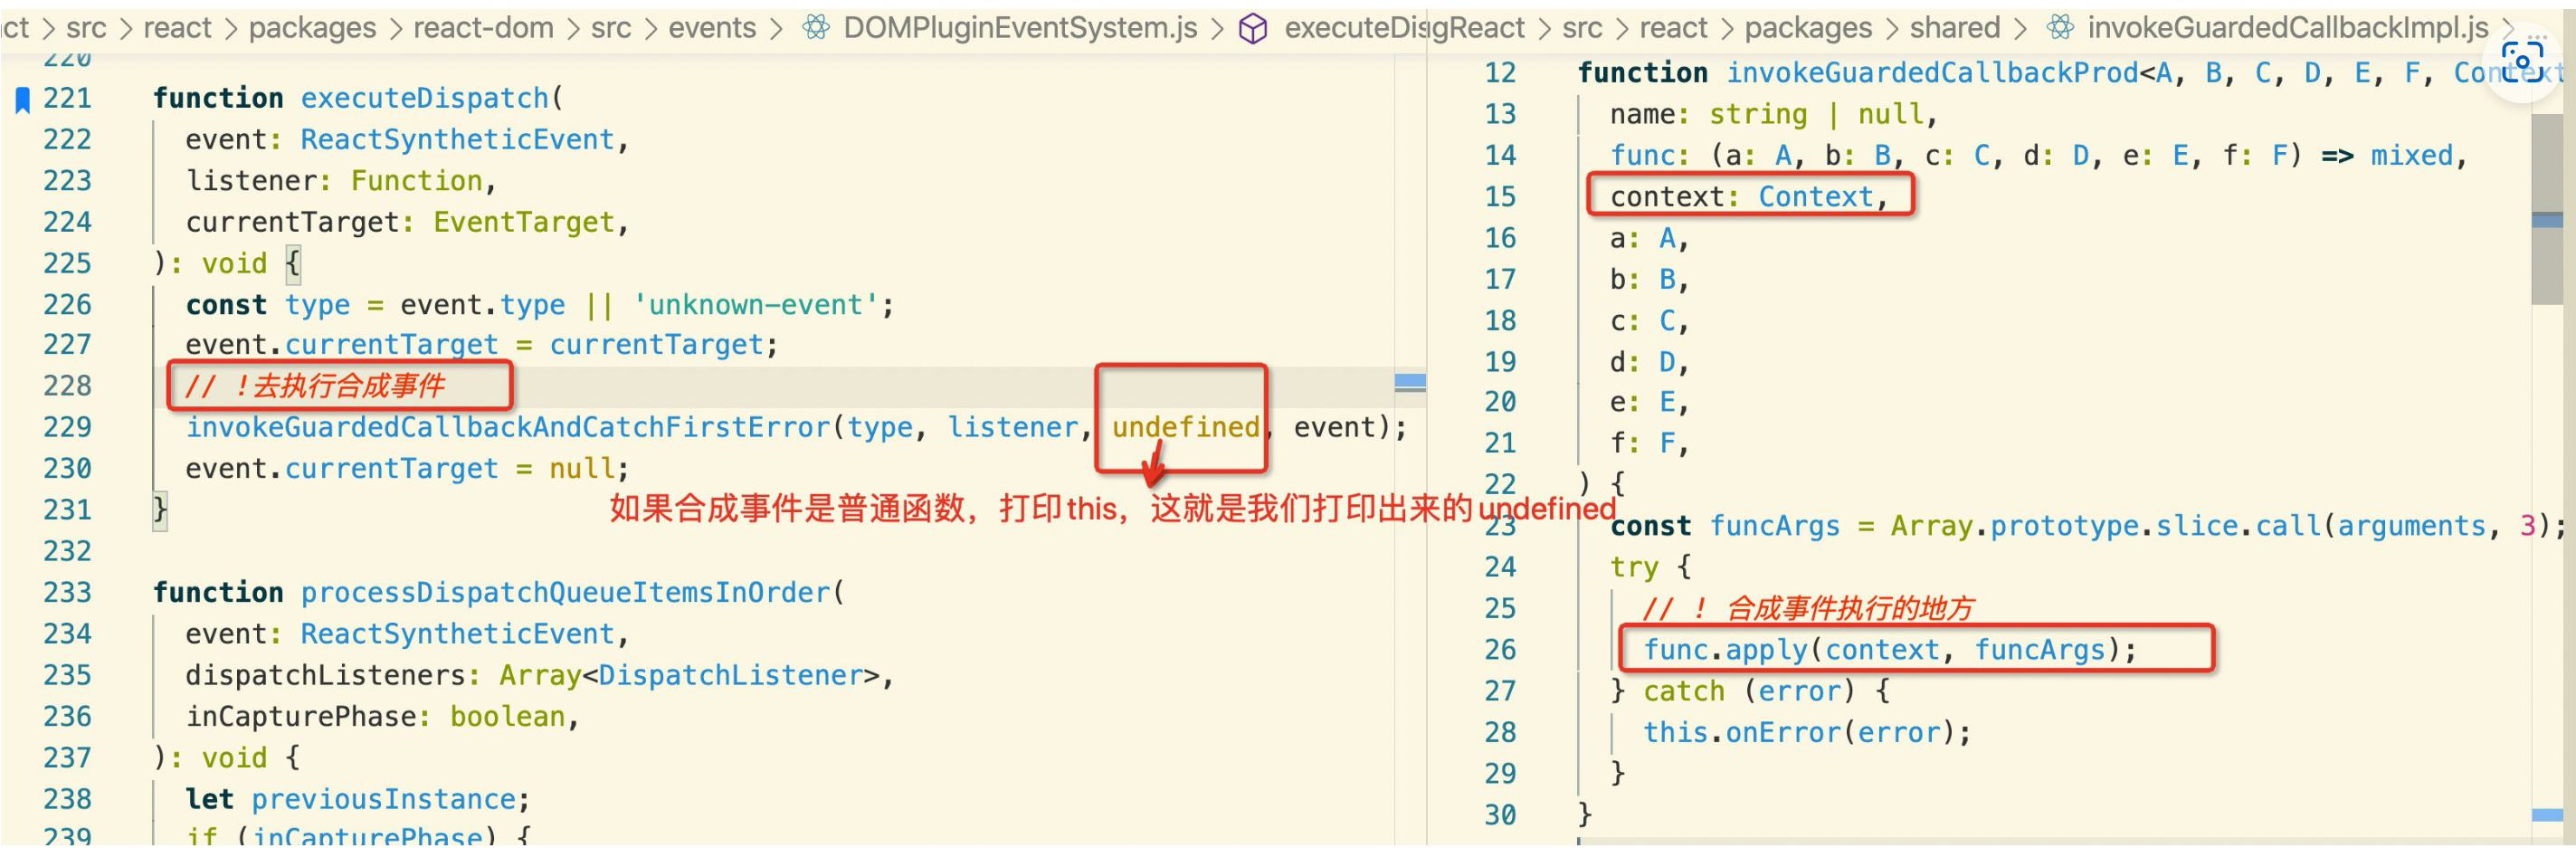 ct > src > react > packages > react-dom > src > events > DOMPluginEventSystem.js > executeDis
220
221 function executeDispatch(
222 event: ReactSyntheticEvent,
223 listener: Function,
224 currentTarget: EventTarget,
225 ): void {
226 const type = event.type || 'unknown-event';
227 event.currentTarget = currentTarget;
228 // !去执行合成事件
229 invokeGuardedCallbackAndCatchFirstError(type, listener, undefined, event);
230 event.currentTarget = null;
231 }
如果合成事件是普通函数，打印this，这就是我们打印出来的undefined
232
233 function processDispatchQueueItemsInOrder(
234 event: ReactSyntheticEvent,
235 dispatchListeners: Array<DispatchListener>,
236 inCapturePhase: boolean,
237 ): void {
238 let previousInstance;
239 if (inCapturePhase) {
gReact > src > react > packages > shared > invokeGuardedCallbackImpl.js > ...
12 function invokeGuardedCallbackProd<A, B, C, D, E, F, Context
13 name: string | null,
14 func: (a: A, b: B, c: C, d: D, e: E, f: F) => mixed,
15 context: Context,
16 a: A,
17 b: B,
18 c: C,
19 d: D,
20 e: E,
21 f: F,
22 ) {
23 const funcArgs = Array.prototype.slice.call(arguments, 3);
24 try {
25 // ! 合成事件执行的地方
26 func.apply(context, funcArgs);
27 } catch (error) {
28 this.onError(error);
29 }
30 }